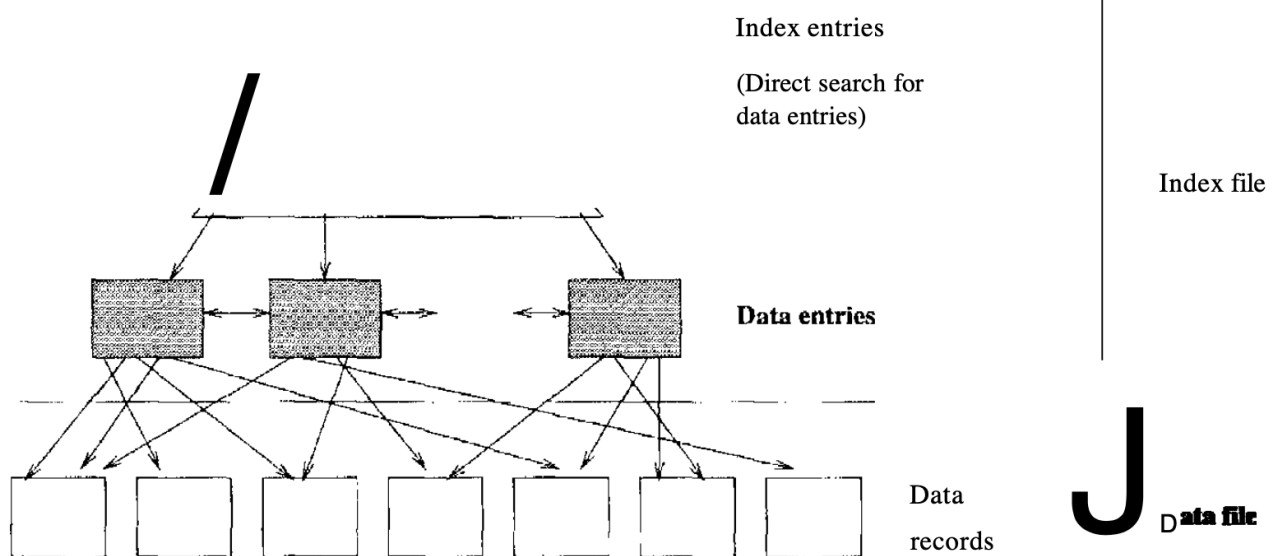 Index entries
(Direct search for
data entries)
Index file
Data entries
Data
records
Data file